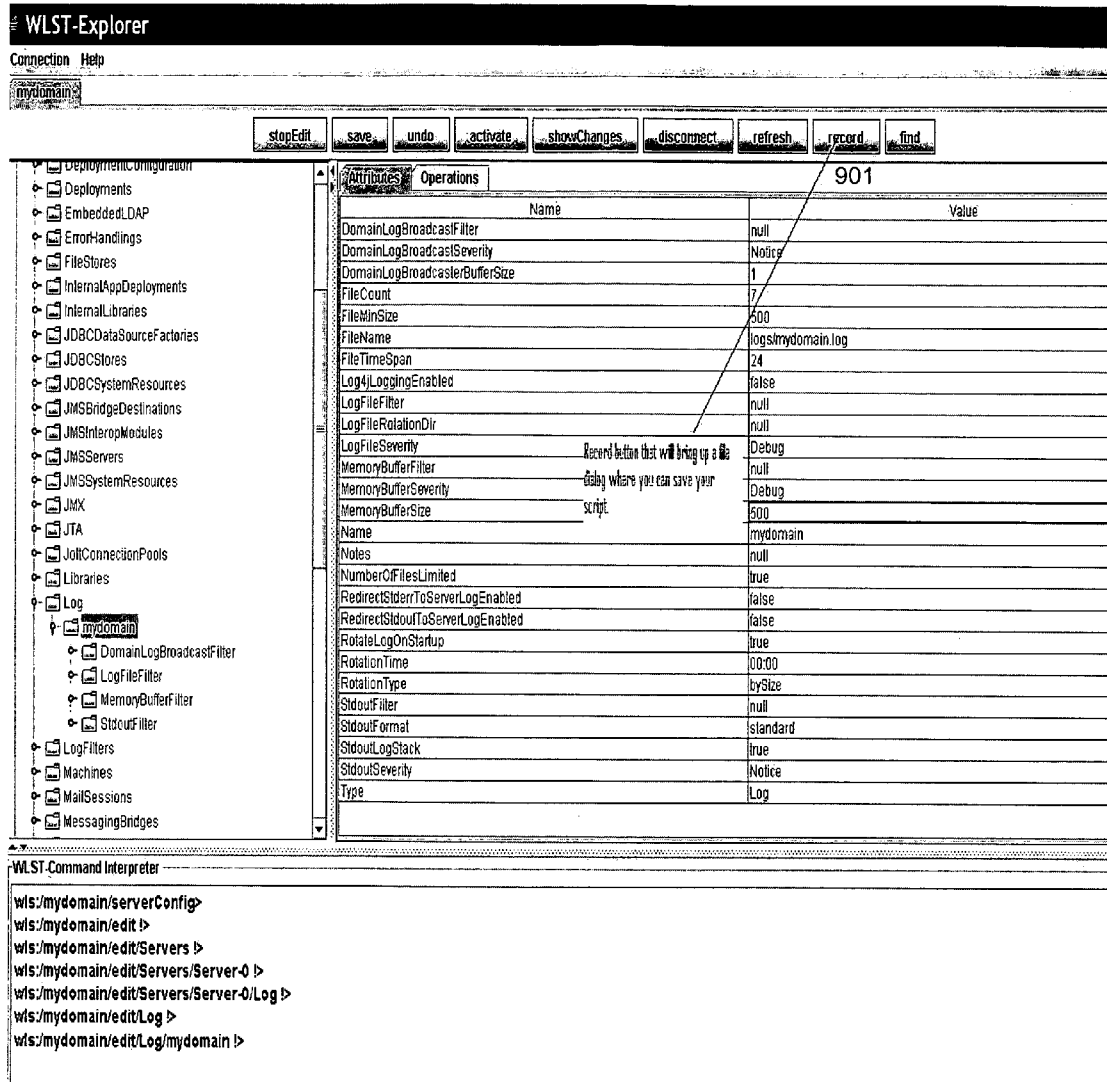 WLST-Explorer
Connection Help
mydomain
stopEdit save undo activate showChanges disconnect refresh record find
DeploymentConfiguration
Deployments
EmbeddedLDAP
ErrorHandlings
FileStores
InternalAppDeployments
InternalLibraries
JDBCDataSourceFactories
JDBCStores
JDBCSystemResources
JMSBridgeDestinations
JMSInteropModules
JMSServers
JMSSystemResources
JMX
JTA
JoltConnectionPools
Libraries
Log
mydomain
DomainLogBroadcastFilter
LogFileFilter
MemoryBufferFilter
StdoutFilter
LogFilters
Machines
MailSessions
MessagingBridges
Attributes Operations
901
Name Value
DomainLogBroadcastFilter null
DomainLogBroadcastSeverity Notice
DomainLogBroadcasterBufferSize 1
FileCount 7
FileMinSize 500
FileName logs/mydomain.log
FileTimeSpan 24
Log4jLoggingEnabled false
LogFileFilter null
LogFileRotationDir null
LogFileSeverity Debug
MemoryBufferFilter null
MemoryBufferSeverity Debug
MemoryBufferSize 500
Name mydomain
Notes null
NumberOfFilesLimited true
RedirectStderrToServerLogEnabled false
RedirectStdoutToServerLogEnabled false
RotateLogOnStartup true
RotationTime 00:00
RotationType bySize
StdoutFilter null
StdoutFormat standard
StdoutLogStack true
StdoutSeverity Notice
Type Log
Record button that will bring up a file
dialog where you can save your
script.
WLST-Command Interpreter
wls:/mydomain/serverConfig>
wls:/mydomain/edit !>
wls:/mydomain/edit/Servers !>
wls:/mydomain/edit/Servers/Server-0 !>
wls:/mydomain/edit/Servers/Server-0/Log !>
wls:/mydomain/edit/Log !>
wls:/mydomain/edit/Log/mydomain !>